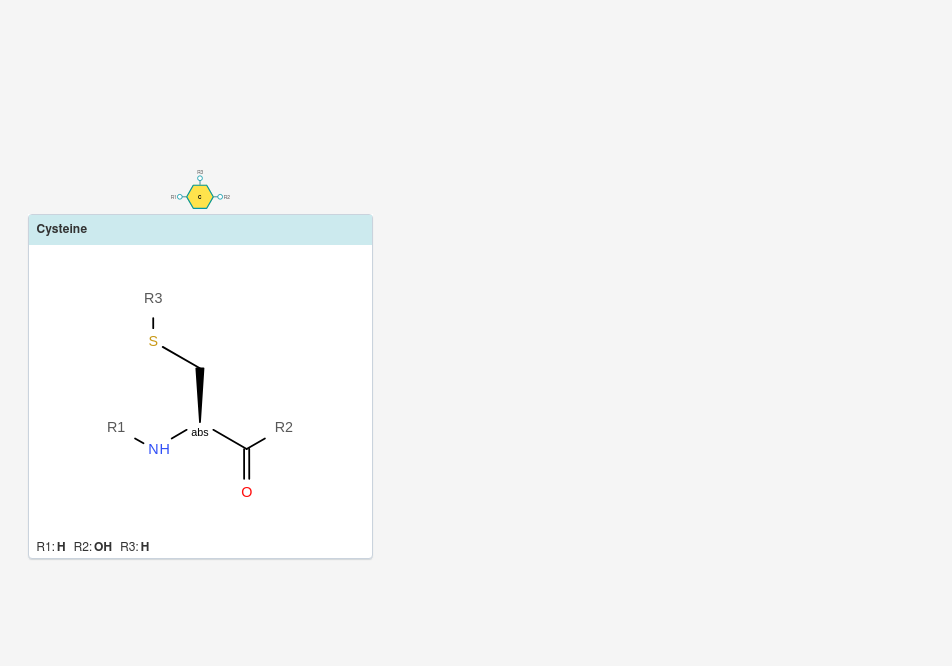 R3
R1 C R2
Cysteine
R3
S
R1 abs R2
NH
O
R1: H R2: OH R3: H